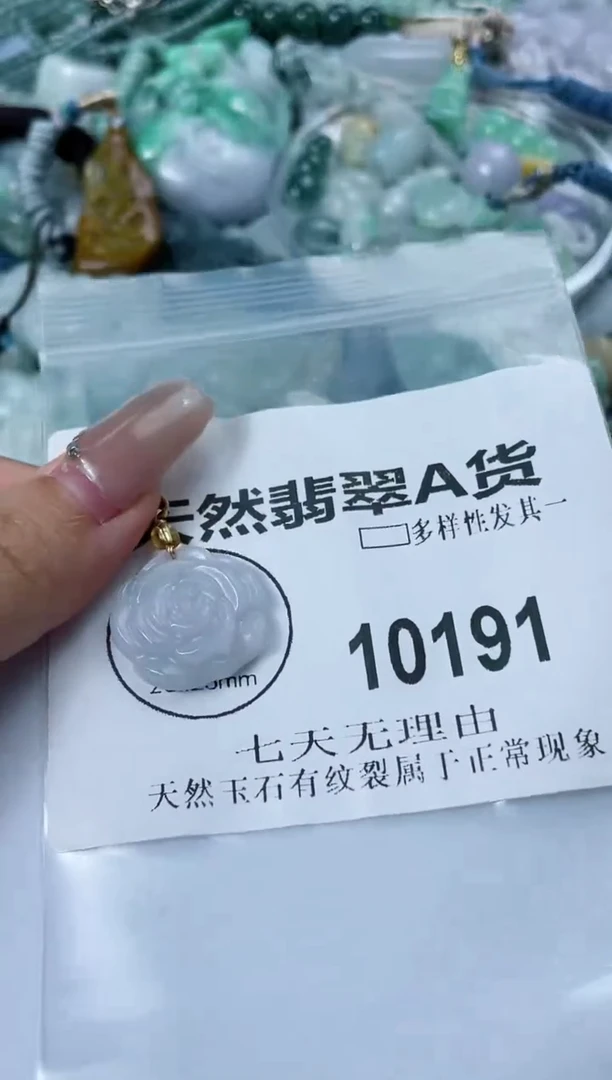 天然翡翠A货
多样性发其一
10191
mm
七天无理由
天然玉石有纹裂属于正常现象